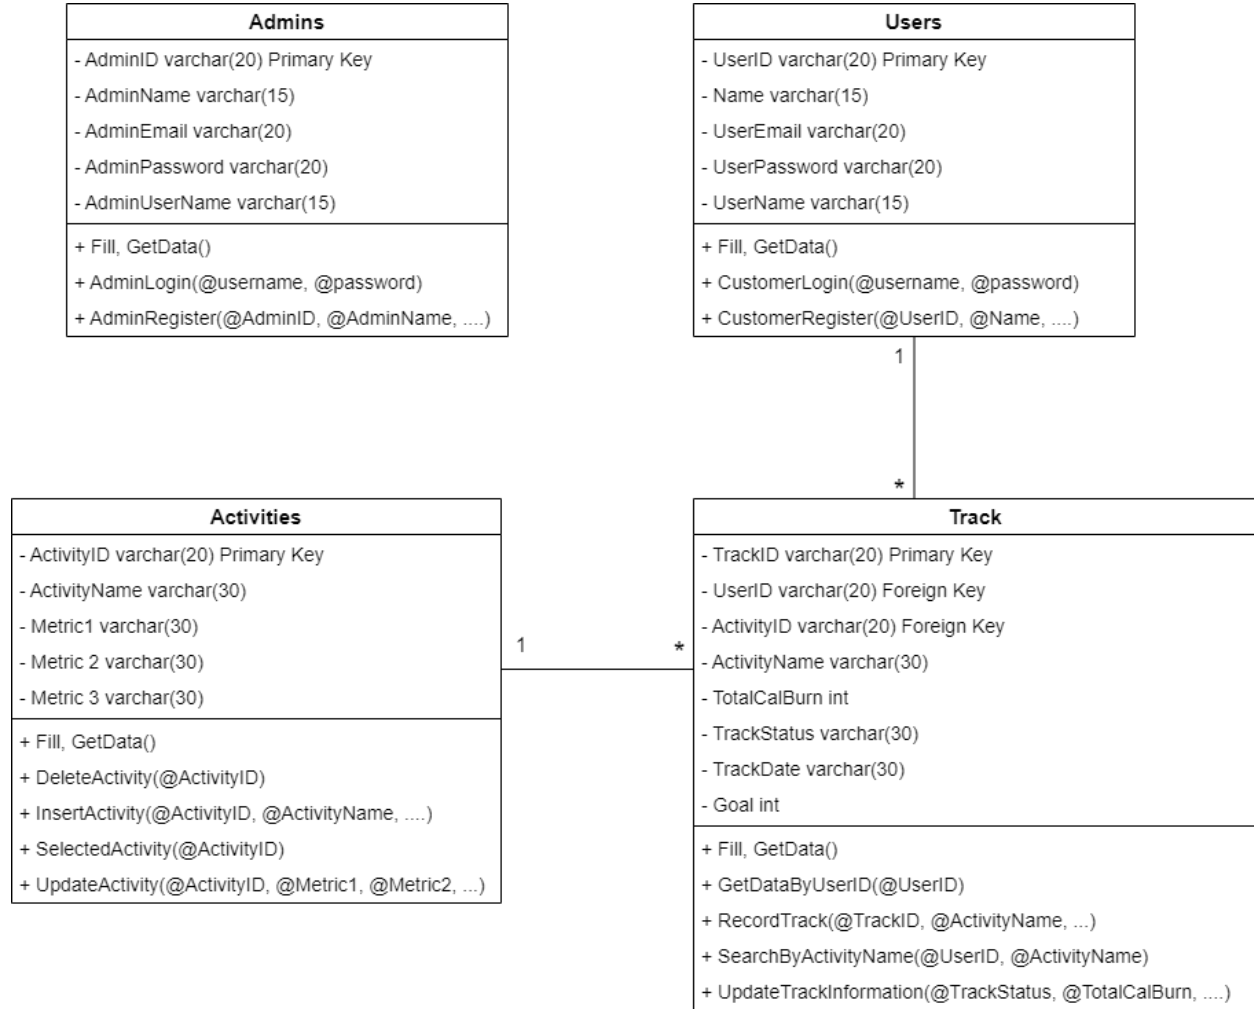 Admins
- AdminID varchar(20) Primary Key
- AdminName varchar(15)
- AdminEmail varchar(20)
- AdminPassword varchar(20)
- AdminUserName varchar(15)
+ Fill, GetData()
+ AdminLogin(@username, @password)
+ AdminRegister(@AdminID, @AdminName, ....)
Users
- UserID varchar(20) Primary Key
- Name varchar(15)
- UserEmail varchar(20)
- UserPassword varchar(20)
- UserName varchar(15)
+ Fill, GetData()
+ CustomerLogin(@username, @password)
+ CustomerRegister(@UserID, @Name, ....)
1
*
Activities
- ActivityID varchar(20) Primary Key
- ActivityName varchar(30)
- Metric1 varchar(30)
- Metric 2 varchar(30)
- Metric 3 varchar(30)
+ Fill, GetData()
+ DeleteActivity(@ActivityID)
+ InsertActivity(@ActivityID, @ActivityName, ....)
+ SelectedActivity(@ActivityID)
+ UpdateActivity(@ActivityID, @Metric1, @Metric2, ...)
1
*
Track
- TrackID varchar(20) Primary Key
- UserID varchar(20) Foreign Key
- ActivityID varchar(20) Foreign Key
- ActivityName varchar(30)
- TotalCalBurn int
- TrackStatus varchar(30)
- TrackDate varchar(30)
- Goal int
+ Fill, GetData()
+ GetDataByUserID(@UserID)
+ RecordTrack(@TrackID, @ActivityName, ...)
+ SearchByActivityName(@UserID, @ActivityName)
+ UpdateTrackInformation(@TrackStatus, @TotalCalBurn, ....)